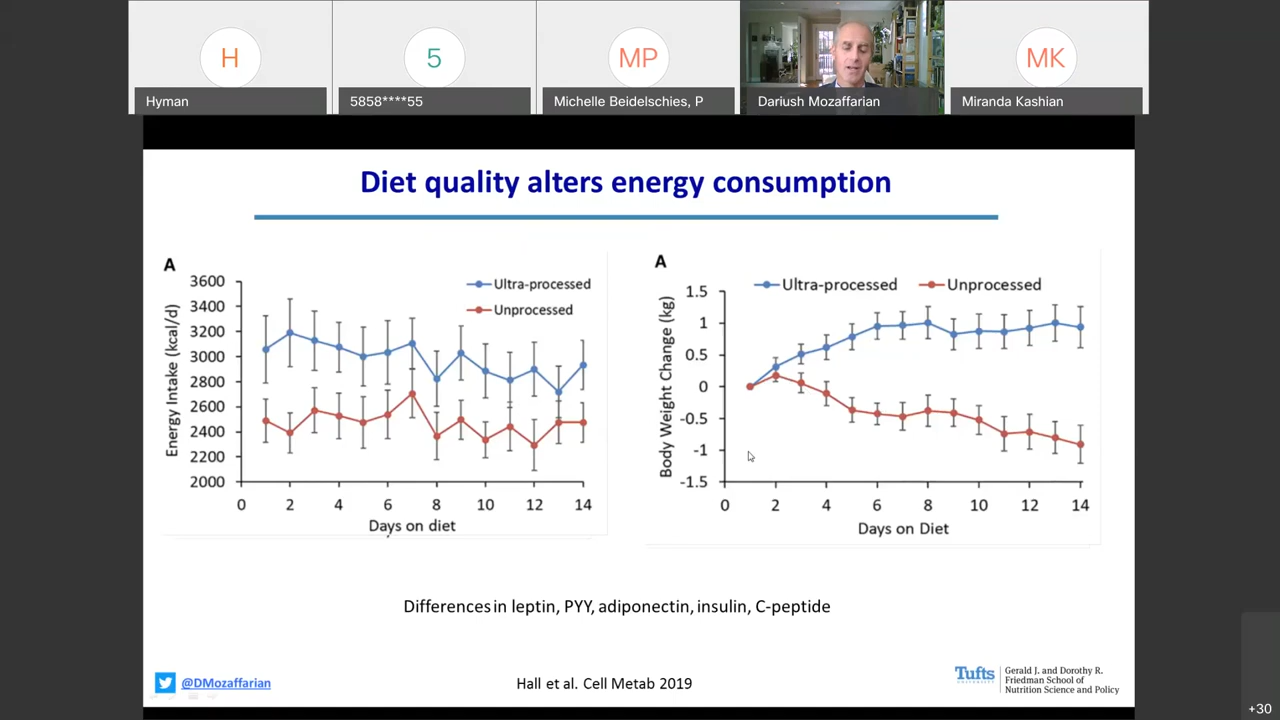 H
5
MP
MK
Hyman
5858****55
Michelle Beidelschies, P
Dariush Mozaffarian
Miranda Kashian
Diet quality alters energy consumption
A
Ultra-processed
Unprocessed
Energy Intake (kcal/d)
3600
3400
3200
3000
2800
2600
2400
2200
2000
0 2 4 6 8 10 12 14
Days on diet
A
Ultra-processed
Unprocessed
Body Weight Change (kg)
1.5
1
0.5
0
-0.5
-1
-1.5
0 2 4 6 8 10 12 14
Days on Diet
Differences in leptin, PYY, adiponectin, insulin, C-peptide
@DMozaffarian
Hall et al. Cell Metab 2019
Tufts
UNIVERSITY
Gerald J. and Dorothy R.
Friedman School of
Nutrition Science and Policy
+30